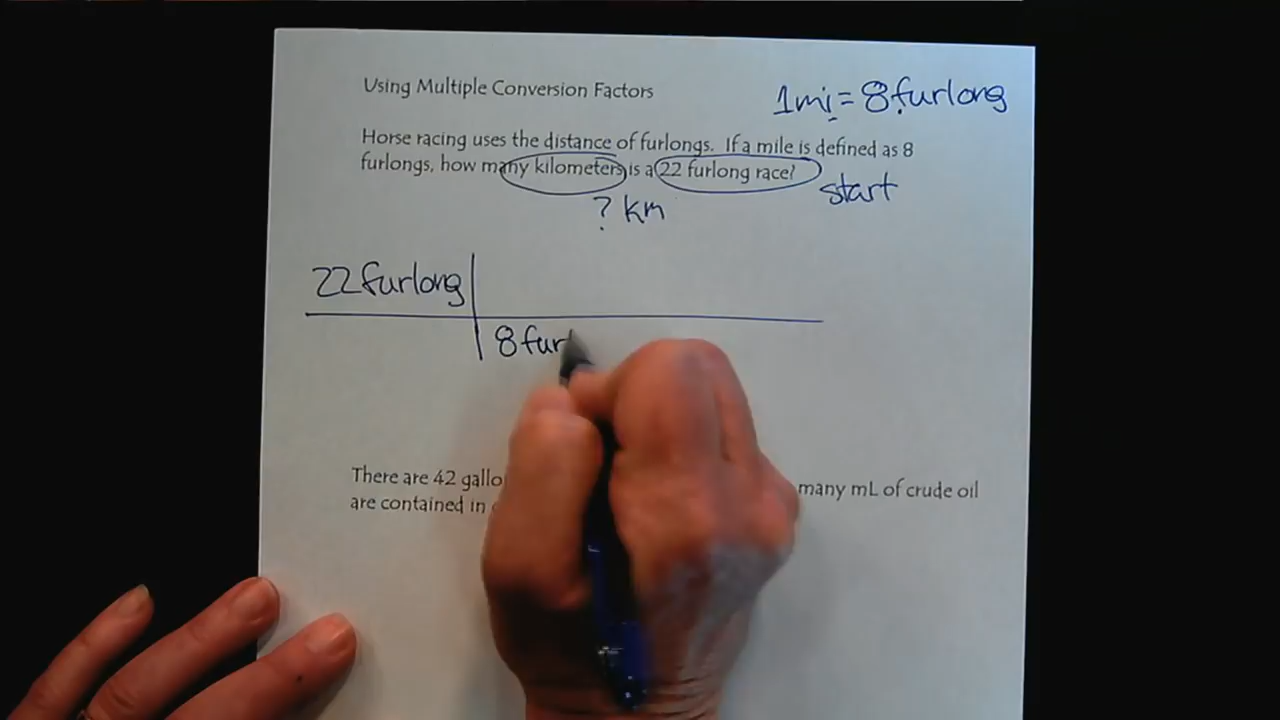 Using Multiple Conversion Factors
1mi = 8 furlong
Horse racing uses the distance of furlongs. If a mile is defined as 8
furlongs, how many kilometers is a 22 furlong race?
start
? km
22 furlong
8 fur
There are 42 gallo
many mL of crude oil
are contained in